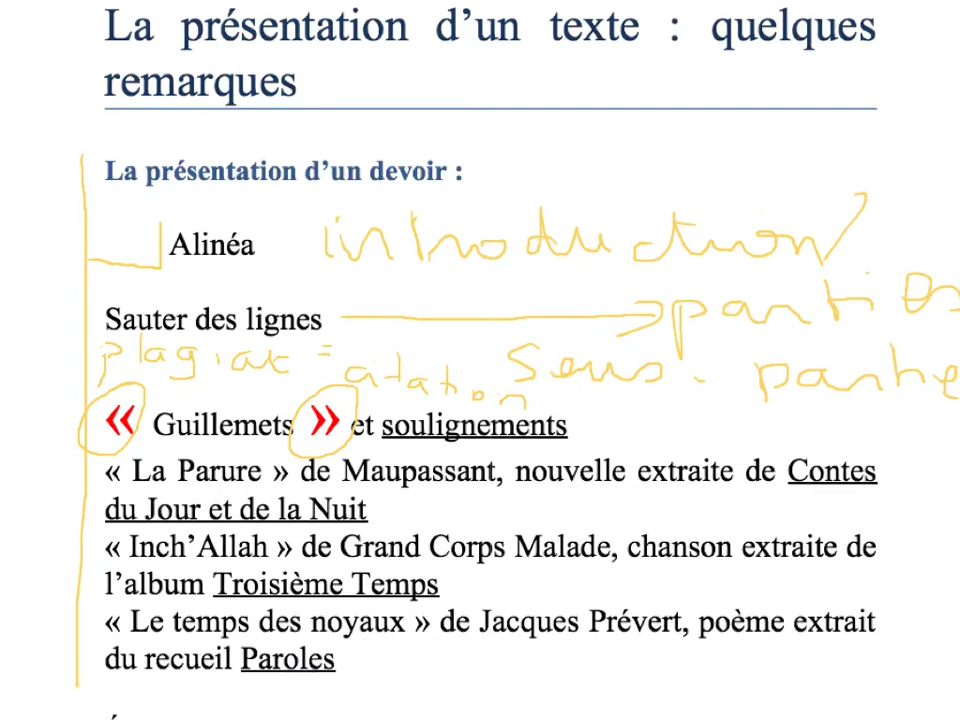 La présentation d’un texte : quelques
remarques
La présentation d’un devoir :
Alinéa introduction
Sauter des lignes parties
plagiat = citation Sous. partie
« Guillemets » et soulignements
« La Parure » de Maupassant, nouvelle extraite de Contes
du Jour et de la Nuit
« Inch’Allah » de Grand Corps Malade, chanson extraite de
l’album Troisième Temps
« Le temps des noyaux » de Jacques Prévert, poème extrait
du recueil Paroles